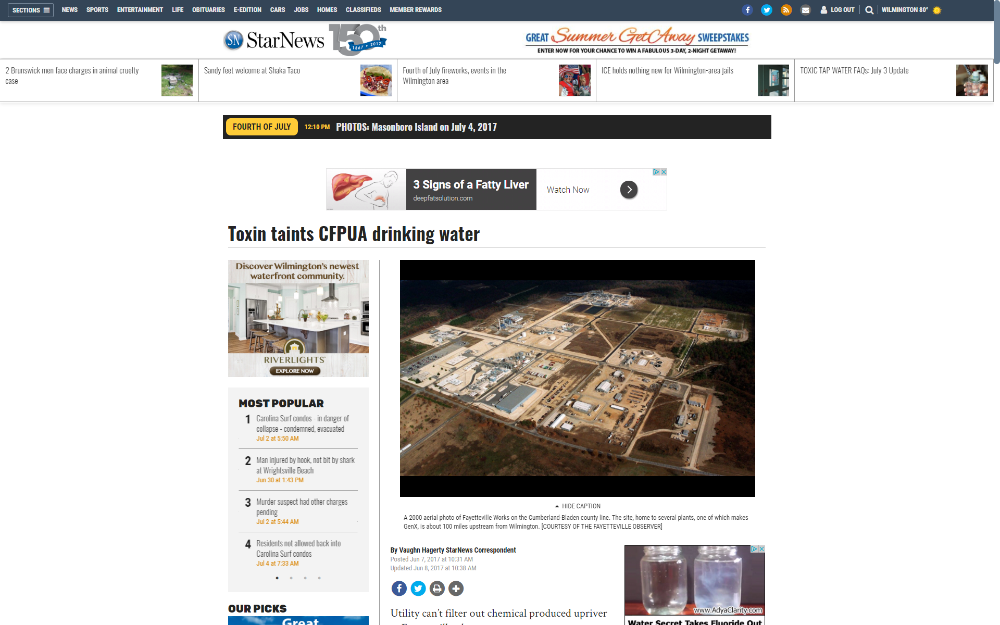 SECTIONS
NEWS SPORTS ENTERTAINMENT LIFE OBITUARIES E-EDITION CARS JOBS HOMES CLASSIFIEDS MEMBER REWARDS
LOG OUT
WILMINGTON 80°
SN StarNews 150th
1867 • 2017
GREAT Summer GetAway SWEEPSTAKES
ENTER NOW FOR YOUR CHANCE TO WIN A FABULOUS 3-DAY, 2-NIGHT GETAWAY!
2 Brunswick men face charges in animal cruelty
case
Sandy feet welcome at Shaka Taco
Fourth of July fireworks, events in the
Wilmington area
ICE holds nothing new for Wilmington-area jails
TOXIC TAP WATER FAQs: July 3 Update
FOURTH OF JULY 12:10 PM PHOTOS: Masonboro Island on July 4, 2017
3 Signs of a Fatty Liver
deepfatsolution.com
Watch Now
Toxin taints CFPUA drinking water
Discover Wilmington's newest
waterfront community.
RIVERLIGHTS
EXPLORE NOW
MOST POPULAR
1 Carolina Surf condos - in danger of
collapse - condemned, evacuated
Jul 2 at 5:50 AM
2 Man injured by hook, not bit by shark
at Wrightsville Beach
Jun 30 at 1:43 PM
3 Murder suspect had other charges
pending
Jul 2 at 5:44 AM
4 Residents not allowed back into
Carolina Surf condos
Jul 4 at 7:33 AM
OUR PICKS
Great
HIDE CAPTION
A 2000 aerial photo of Fayetteville Works on the Cumberland-Bladen county line. The site, home to several plants, one of which makes
GenX, is about 100 miles upstream from Wilmington. [COURTESY OF THE FAYETTEVILLE OBSERVER]
By Vaughn Hagerty StarNews Correspondent
Posted Jun 7, 2017 at 10:31 AM
Updated Jun 8, 2017 at 10:38 AM
Utility can't filter out chemical produced upriver
www.AdyaClarity.com
Water Secret Takes Fluoride Out